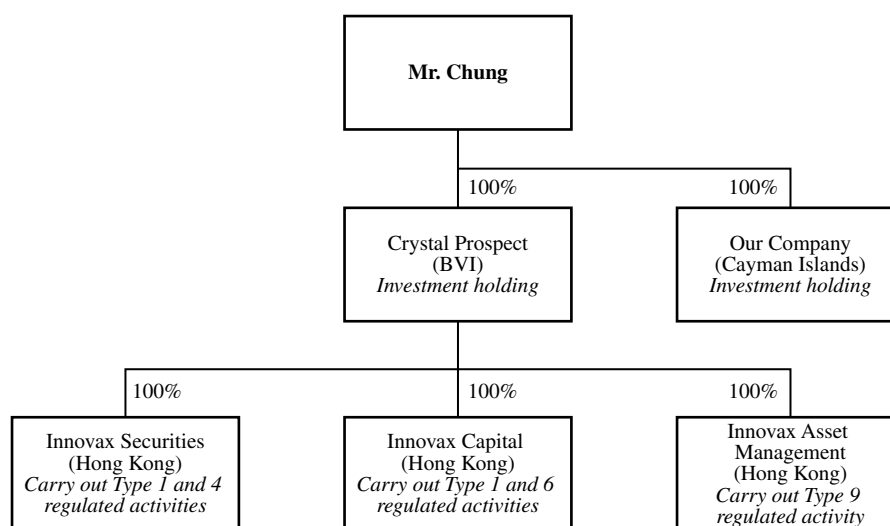 Mr. Chung
100%
100%
Crystal Prospect
(BVI)
Investment holding
Our Company
(Cayman Islands)
Investment holding
100%
100%
100%
Innovax Securities
(Hong Kong)
Carry out Type 1 and 4
regulated activities
Innovax Capital
(Hong Kong)
Carry out Type 1 and 6
regulated activities
Innovax Asset
Management
(Hong Kong)
Carry out Type 9
regulated activity